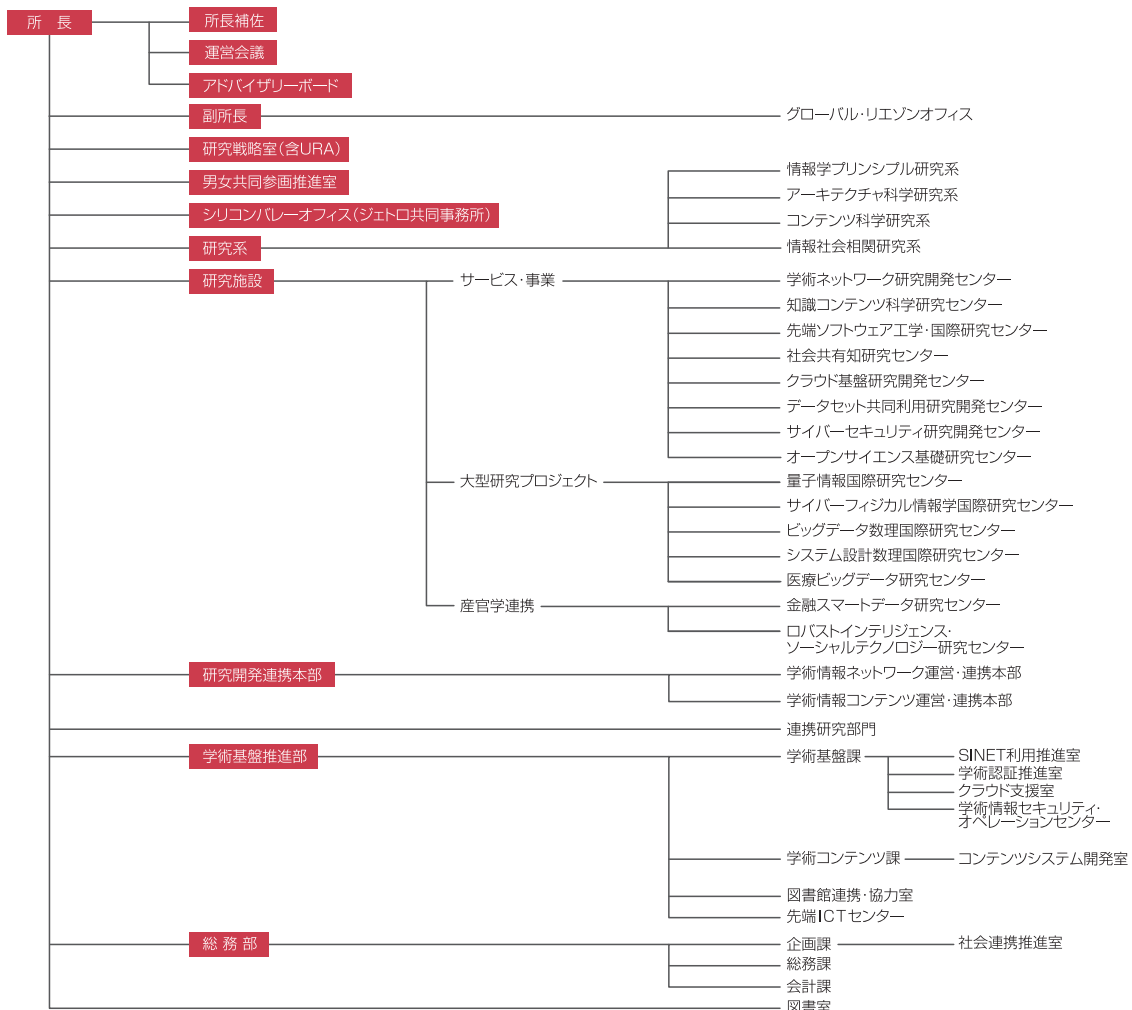 所　長
所長補佐
運営会議
アドバイザリーボード
副所長
グローバル・リエゾンオフィス
研究戦略室(含URA)
男女共同参画推進室
シリコンバレーオフィス(ジェトロ共同事務所)
研究系
情報学プリンシプル研究系
アーキテクチャ科学研究系
コンテンツ科学研究系
情報社会相関研究系
研究施設
サービス・事業
学術ネットワーク研究開発センター
知識コンテンツ科学研究センター
先端ソフトウェア工学・国際研究センター
社会共有知研究センター
クラウド基盤研究開発センター
データセット共同利用研究開発センター
サイバーセキュリティ研究開発センター
オープンサイエンス基礎研究センター
大型研究プロジェクト
量子情報国際研究センター
サイバーフィジカル情報学国際研究センター
ビッグデータ数理国際研究センター
システム設計数理国際研究センター
医療ビッグデータ研究センター
産官学連携
金融スマートデータ研究センター
ロバストインテリジェンス・
ソーシャルテクノロジー研究センター
研究開発連携本部
学術情報ネットワーク運営・連携本部
学術情報コンテンツ運営・連携本部
連携研究部門
学術基盤推進部
学術基盤課
SINET利用推進室
学術認証推進室
クラウド支援室
学術情報セキュリティ・
オペレーションセンター
学術コンテンツ課
コンテンツシステム開発室
図書館連携・協力室
先端ICTセンター
総 務 部
企画課
社会連携推進室
総務課
会計課
図書室